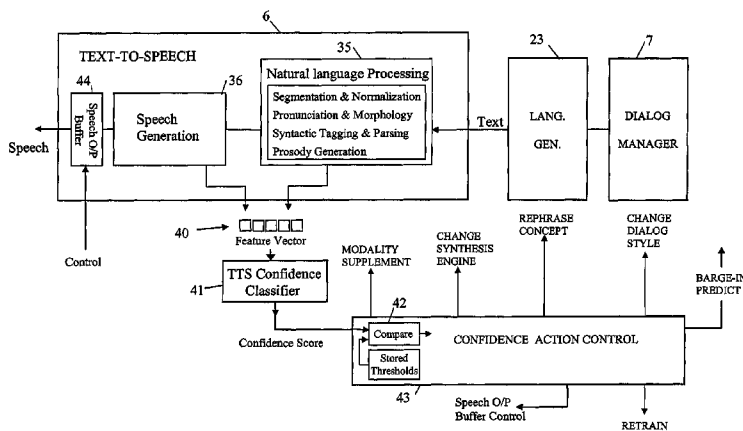 6
TEXT-TO-SPEECH
35
23
7
44
36
Natural language Processing
Speech O/P
Buffer
Speech
Generation
Segmentation & Normalization
Pronunciation & Morphology
Syntactic Tagging & Parsing
Prosody Generation
Speech
Text
LANG.
GEN.
DIALOG
MANAGER
Control
40
Feature Vector
MODALITY
SUPPLEMENT
CHANGE
SYNTHESIS
ENGINE
REPHRASE
CONCEPT
CHANGE
DIALOG
STYLE
BARGE-IN
PREDICT
41
TTS Confidence
Classifier
Confidence Score
42
Compare
CONFIDENCE ACTION CONTROL
Stored
Thresholds
43
Speech O/P
Buffer Control
RETRAIN